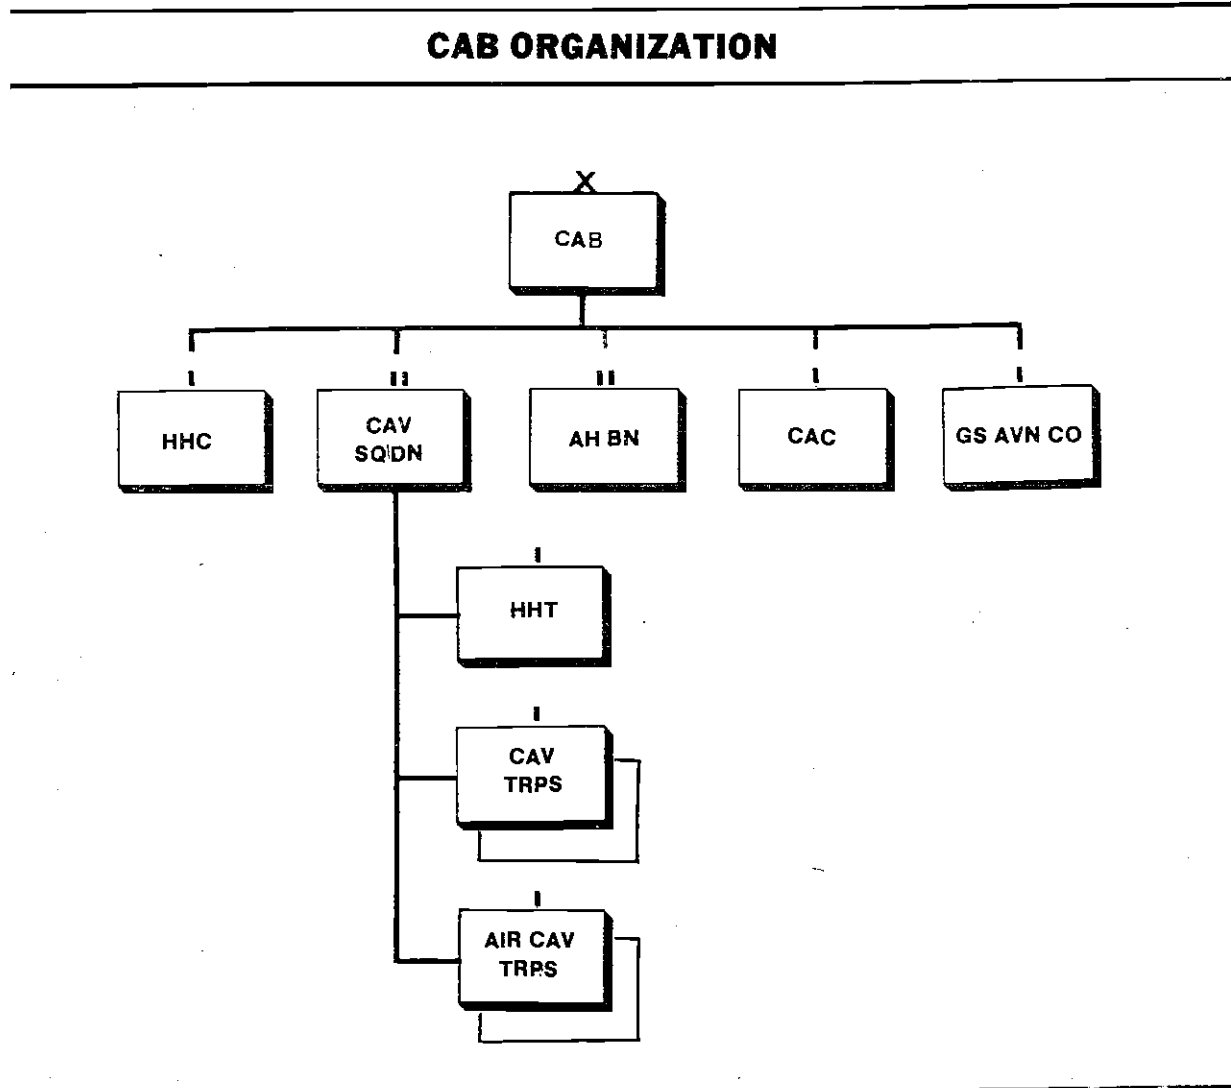 CAB ORGANIZATION
X
CAB
I
II
II
I
I
HHC
CAV
SQDN
AH BN
CAC
GS AVN CO
I
HHT
I
CAV
TRPS
I
AIR CAV
TRPS